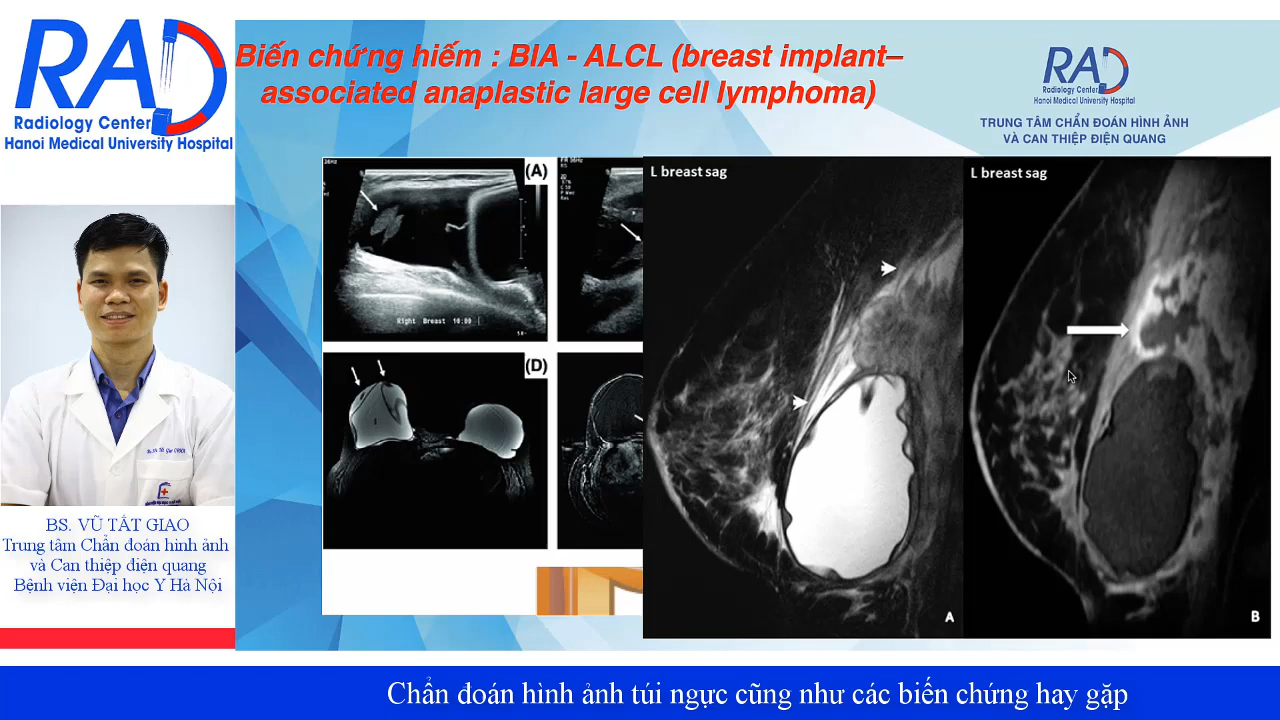 RAD
Radiology Center
Hanoi Medical University Hospital
Biến chứng hiếm : BIA - ALCL (breast implant–
associated anaplastic large cell lymphoma)
RAD
Radiology Center
Hanoi Medical University Hospital
TRUNG TÂM CHẨN ĐOÁN HÌNH ẢNH
VÀ CAN THIỆP ĐIỆN QUANG
(A)
Right Breast 10:00
(D)
L breast sag
A
L breast sag
B
BS. VŨ TẤT GIAO
Trung tâm Chẩn đoán hình ảnh
và Can thiệp điện quang
Bệnh viện Đại học Y Hà Nội
Chẩn đoán hình ảnh túi ngực cũng như các biến chứng hay gặp